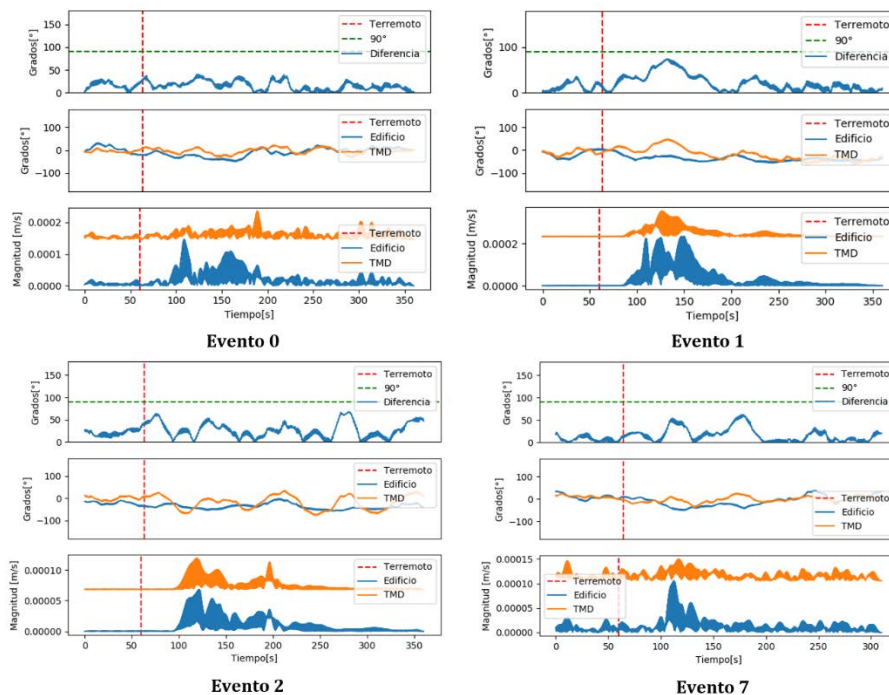 150
100
50
0
Grados[°]
Terremoto
90°
Diferencia
100
0
−100
Grados[°]
Terremoto
Edificio
TMD
0.0002
0.0001
0.0000
Magnitud [m/s]
Terremoto
Edificio
TMD
0 50 100 150 200 250 300 350
Tiempo[s]
Evento 0
100
0
Grados[°]
Terremoto
90°
Diferencia
100
0
−100
Grados[°]
Terremoto
Edificio
TMD
0.0002
0.0000
Magnitud [m/s]
Terremoto
Edificio
TMD
0 50 100 150 200 250 300 350
Tiempo[s]
Evento 1
150
100
50
0
Grados[°]
Terremoto
90°
Diferencia
100
0
−100
Grados[°]
Terremoto
Edificio
TMD
0.00010
0.00005
0.00000
Magnitud [m/s]
Terremoto
Edificio
TMD
0 50 100 150 200 250 300 350
Tiempo[s]
Evento 2
150
100
50
0
Grados[°]
Terremoto
90°
Diferencia
100
0
−100
Grados[°]
Terremoto
Edificio
TMD
0.00015
0.00010
0.00005
0.00000
Magnitud [m/s]
Terremoto
Edificio
TMD
0 50 100 150 200 250 300
Tiempo[s]
Evento 7